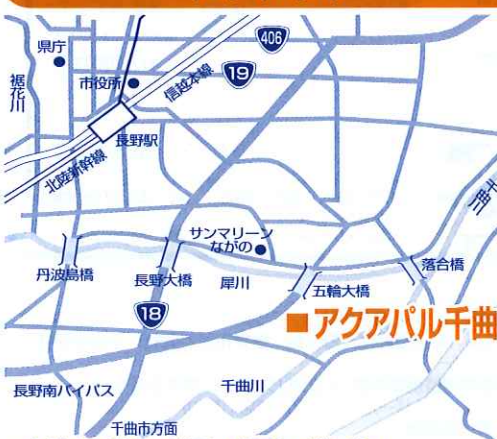 406
県庁
19
市役所
信越本線
裾花川
長野駅
北陸新幹線
千曲川
サンマリーン
ながの
丹波島橋
長野大橋
犀川
五輪大橋
落合橋
18
■アクアパル千曲
長野南バイパス
千曲川
千曲市方面